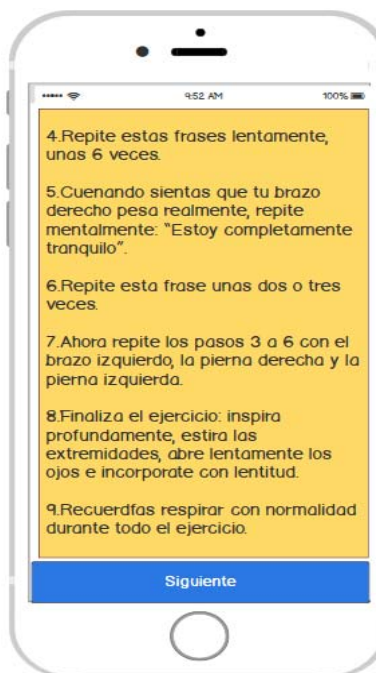 9:52 AM
100%
4.Repite estas frases lentamente,
unas 6 veces.
5.Cuenando sientas que tu brazo
derecho pesa realmente, repite
mentalmente: "Estoy completamente
tranquilo".
6.Repite esta frase unas dos o tres
veces.
7.Ahora repite los pasos 3 a 6 con el
brazo izquierdo, la pierna derecha y la
pierna izquierda.
8.Finaliza el ejercicio: inspira
profundamente, estira las
extremidades, abre lentamente los
ojos e incorporate con lentitud.
9.Recuerdfas respirar con normalidad
durante todo el ejercicio.
Siguiente